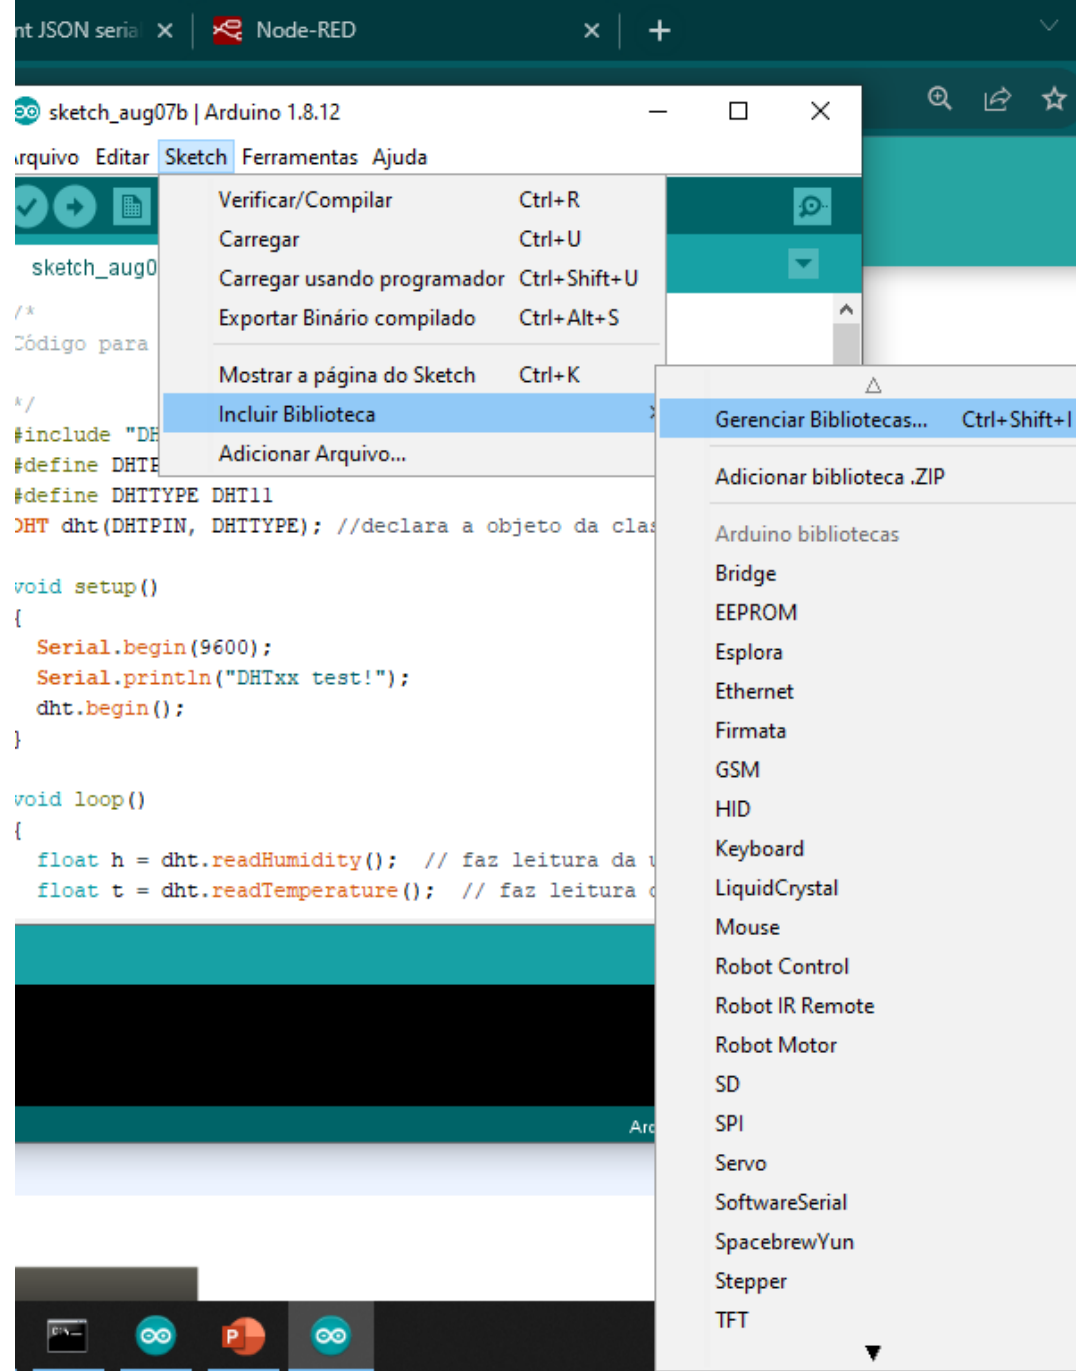 nt JSON serial
Node-RED
sketch_aug07b | Arduino 1.8.12
Arquivo Editar Sketch Ferramentas Ajuda
Verificar/Compilar Ctrl+R
Carregar Ctrl+U
Carregar usando programador Ctrl+Shift+U
Exportar Binário compilado Ctrl+Alt+S
Mostrar a página do Sketch Ctrl+K
Incluir Biblioteca
Adicionar Arquivo...
sketch_aug0
/*
Código para
*/
#include "DH
#define DHTP
#define DHTTYPE DHT11
DHT dht(DHTPIN, DHTTYPE); //declara a objeto da clas
void setup()
{
Serial.begin(9600);
Serial.println("DHTxx test!");
dht.begin();
}
void loop()
{
float h = dht.readHumidity(); // faz leitura da u
float t = dht.readTemperature(); // faz leitura d
Ard
Gerenciar Bibliotecas... Ctrl+Shift+I
Adicionar biblioteca .ZIP
Arduino bibliotecas
Bridge
EEPROM
Esplora
Ethernet
Firmata
GSM
HID
Keyboard
LiquidCrystal
Mouse
Robot Control
Robot IR Remote
Robot Motor
SD
SPI
Servo
SoftwareSerial
SpacebrewYun
Stepper
TFT